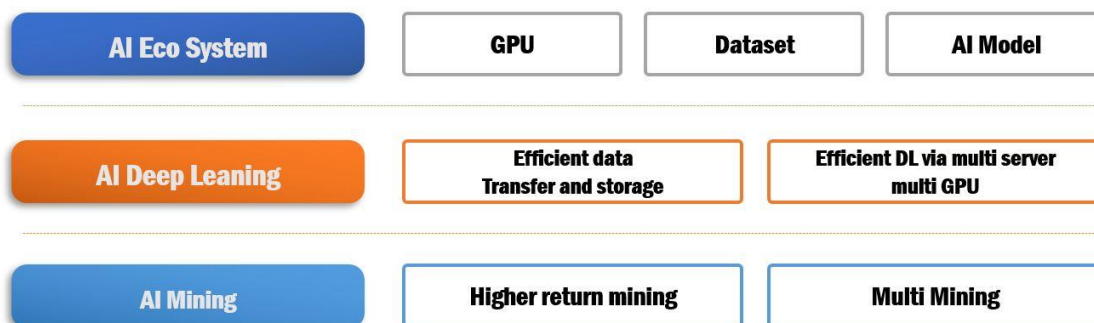 AI Eco System
GPU
Dataset
AI Model
AI Deep Leaning
Efficient data
Transfer and storage
Efficient DL via multi server
multi GPU
AI Mining
Higher return mining
Multi Mining